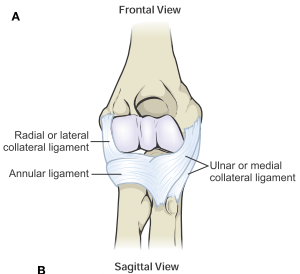 Frontal View
A
Radial or lateral
collateral ligament
Annular ligament
Ulnar or medial
collateral ligament
Sagittal View
B